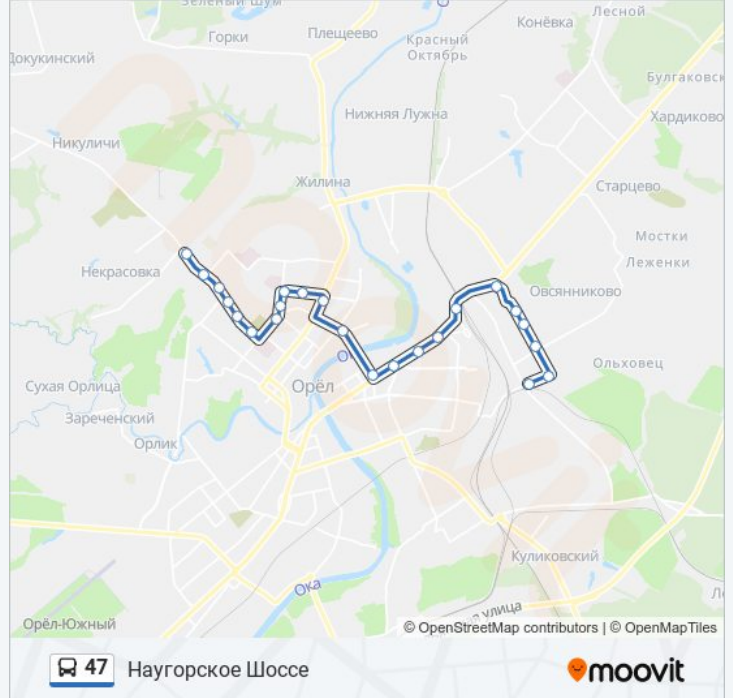 Зелёный Шум
Лесной
Конёвка
Плещеево
Горки
Красный
Октябрь
Докукинский
Булгаковск
Нижняя Лужна
Хардиково
Никуличи
Жилина
Старцево
Мостки
Некрасовка
Леженки
Овсянниково
Орёл
Ольховец
Сухая Орлица
Зареченский
Орлик
Куликовский
Ока
улица
Орёл-Южный
© OpenStreetMap contributors | © OpenMapTiles
47 Наугорское Шоссе
moovit